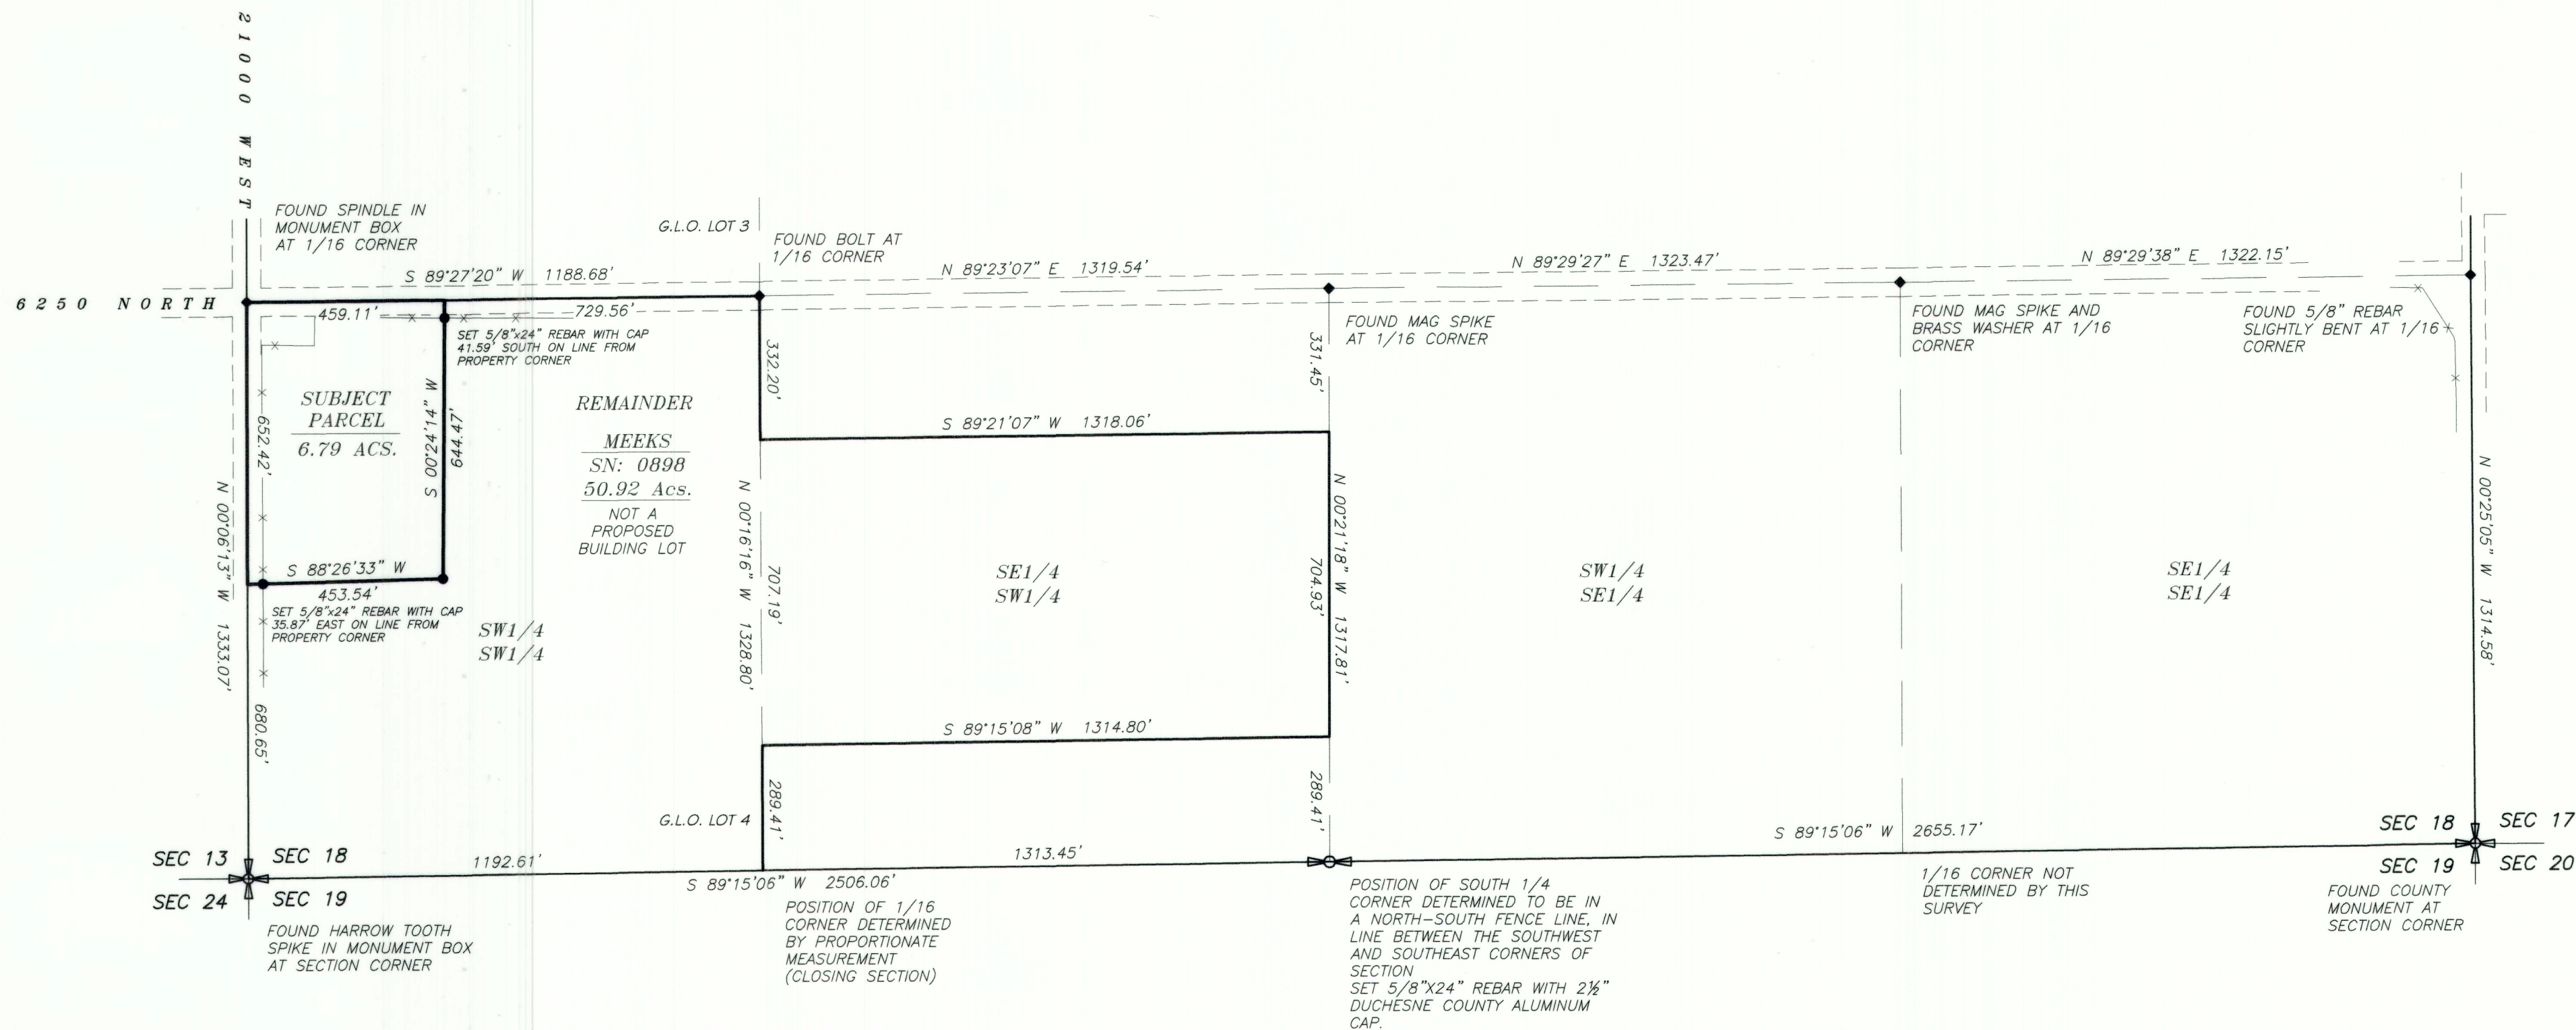 21000 WEST
FOUND SPINDLE IN
MONUMENT BOX
AT 1/16 CORNER
G.L.O. LOT 3
FOUND BOLT AT
1/16 CORNER
S 89°27'20" W 1188.68'
N 89°23'07" E 1319.54'
N 89°29'27" E 1323.47'
N 89°29'38" E 1322.15'
6250 NORTH
459.11'
729.56'
SET 5/8"x24" REBAR WITH CAP
41.59' SOUTH ON LINE FROM
PROPERTY CORNER
FOUND MAG SPIKE
AT 1/16 CORNER
FOUND MAG SPIKE AND
BRASS WASHER AT 1/16
CORNER
FOUND 5/8" REBAR
SLIGHTLY BENT AT 1/16
CORNER
332.20'
331.45'
SUBJECT
PARCEL
6.79 ACS.
652.42'
S 00°24'14" W
644.47'
REMAINDER
MEEKS
SN: 0898
50.92 Acs.
NOT A
PROPOSED
BUILDING LOT
S 89°21'07" W 1318.06'
N 00°06'13" W 1333.07'
N 00°16'16" W 1328.80'
707.19'
704.93'
N 00°21'18" W 1317.81'
N 00°25'05" W 1314.58'
S 88°26'33" W
453.54'
SET 5/8"x24" REBAR WITH CAP
35.87' EAST ON LINE FROM
PROPERTY CORNER
SW1/4
SW1/4
SE1/4
SW1/4
SW1/4
SE1/4
SE1/4
SE1/4
680.65'
S 89°15'08" W 1314.80'
289.41'
289.41'
G.L.O. LOT 4
S 89°15'06" W 2655.17'
SEC 13
SEC 18
SEC 24
SEC 19
1192.61'
1313.45'
S 89°15'06" W 2506.06'
SEC 18
SEC 17
SEC 19
SEC 20
FOUND HARROW TOOTH
SPIKE IN MONUMENT BOX
AT SECTION CORNER
POSITION OF 1/16
CORNER DETERMINED
BY PROPORTIONATE
MEASUREMENT
(CLOSING SECTION)
POSITION OF SOUTH 1/4
CORNER DETERMINED TO BE IN
A NORTH-SOUTH FENCE LINE, IN
LINE BETWEEN THE SOUTHWEST
AND SOUTHEAST CORNERS OF
SECTION
SET 5/8"X24" REBAR WITH 2½"
DUCHESNE COUNTY ALUMINUM
CAP.
1/16 CORNER NOT
DETERMINED BY THIS
SURVEY
FOUND COUNTY
MONUMENT AT
SECTION CORNER